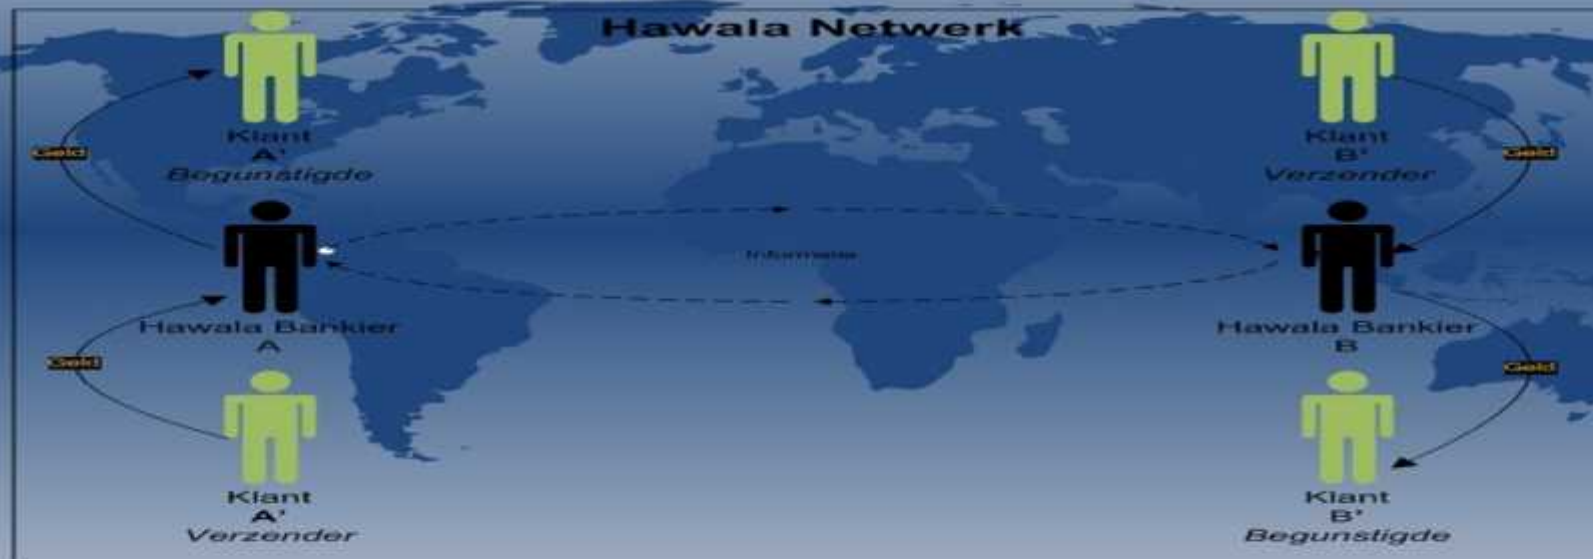 Hawala Netwerk
Klant
A'
Begunstigde
Geld
Hawala Bankier
A
Geld
Klant
A'
Verzender
Informatie
Klant
B'
Verzender
Geld
Hawala Bankier
B
Geld
Klant
B'
Begunstigde